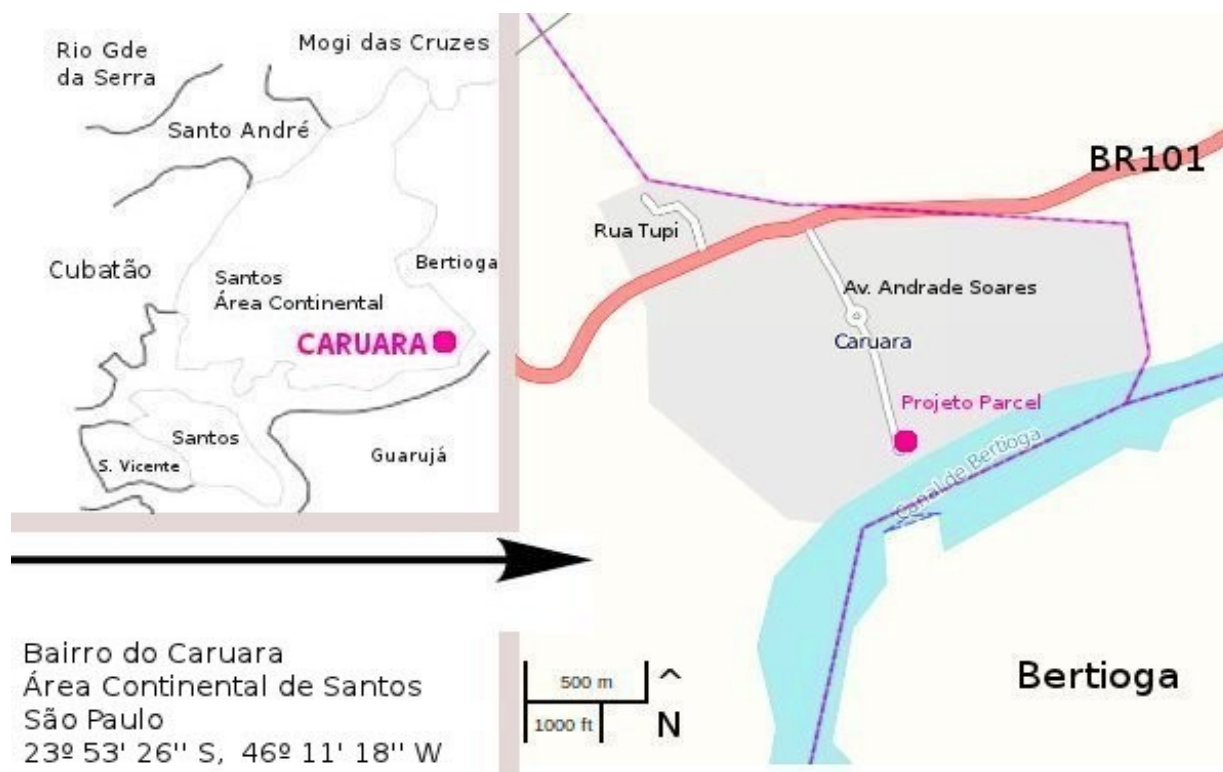 Rio Gde
da Serra
Mogi das Cruzes
Santo André
Cubatão
Santos
Área Continental
Bertioga
CARUARA
Santos
S. Vicente
Guarujá
BR101
Rua Tupi
Av. Andrade Soares
Caruara
Projeto Parcel
Canal de Bertioga
Bertioga
500 m
1000 ft
^
N
Bairro do Caruara
Área Continental de Santos
São Paulo
23º 53' 26'' S, 46º 11' 18'' W